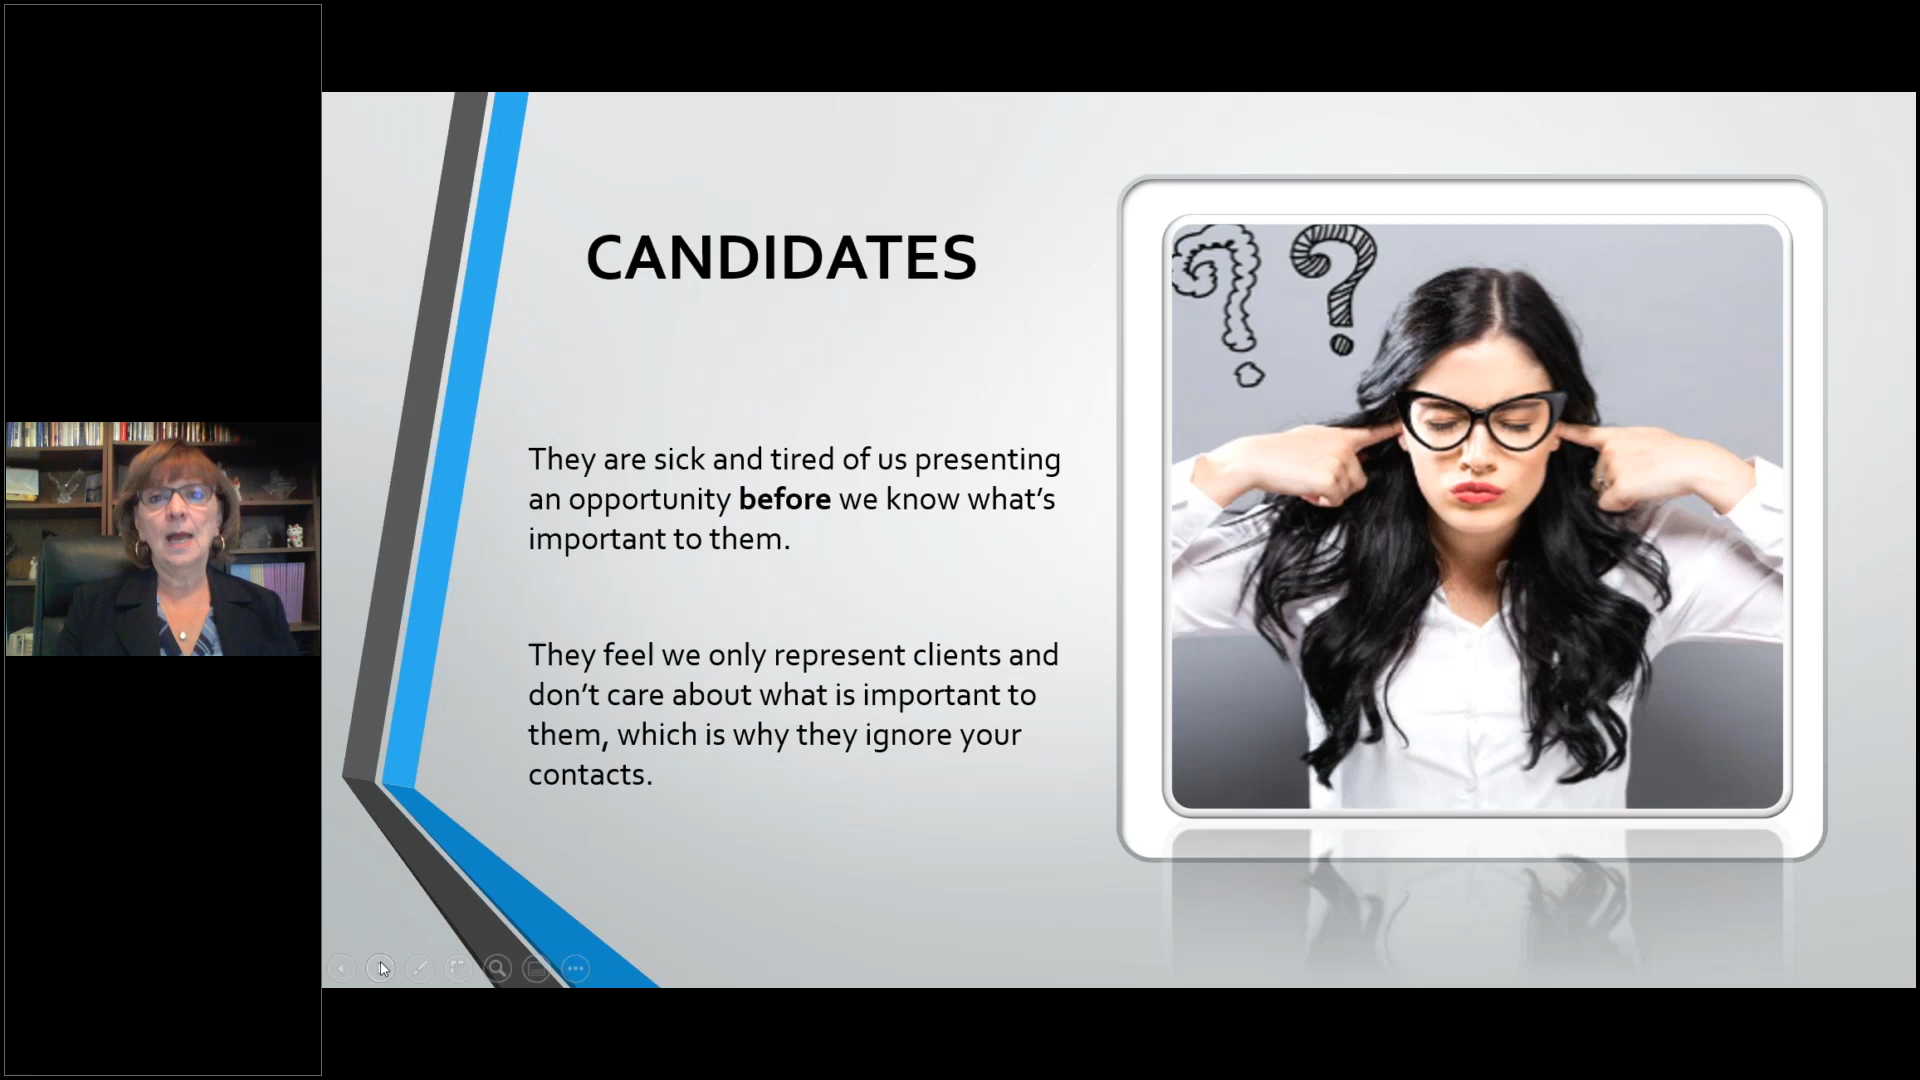 CANDIDATES
They are sick and tired of us presenting
an opportunity before we know what's
important to them.
They feel we only represent clients and
don't care about what is important to
them, which is why they ignore your
contacts.